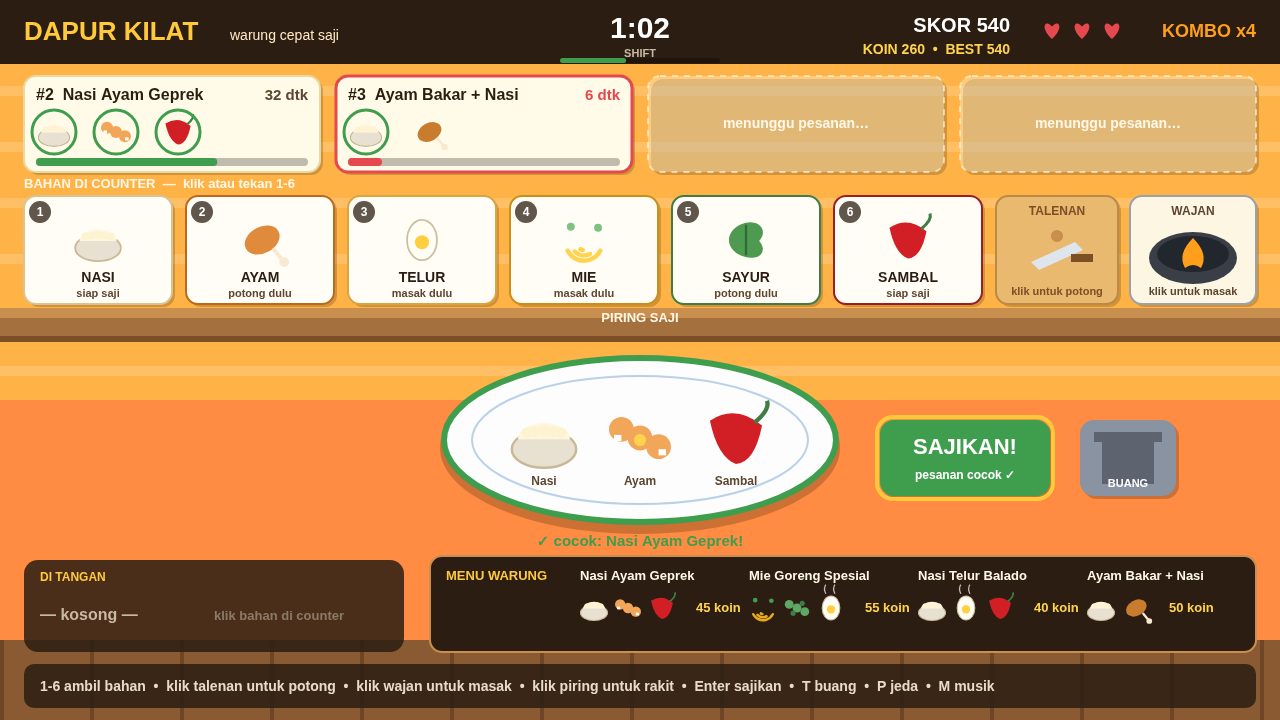 DAPUR KILAT
warung cepat saji
1:02
SHIFT
SKOR 540
KOIN 260 • BEST 540
KOMBO x4
#2 Nasi Ayam Geprek 32 dtk
#3 Ayam Bakar + Nasi 6 dtk
menunggu pesanan…
menunggu pesanan…
BAHAN DI COUNTER — klik atau tekan 1-6
1
NASI
siap saji
2
AYAM
potong dulu
3
TELUR
masak dulu
4
MIE
masak dulu
5
SAYUR
potong dulu
6
SAMBAL
siap saji
TALENAN
klik untuk potong
WAJAN
klik untuk masak
PIRING SAJI
Nasi
Ayam
Sambal
SAJIKAN!
pesanan cocok ✓
BUANG
✓ cocok: Nasi Ayam Geprek!
DI TANGAN
— kosong —
klik bahan di counter
MENU WARUNG
Nasi Ayam Geprek
45 koin
Mie Goreng Spesial
55 koin
Nasi Telur Balado
40 koin
Ayam Bakar + Nasi
50 koin
1-6 ambil bahan • klik talenan untuk potong • klik wajan untuk masak • klik piring untuk rakit • Enter sajikan • T buang • P jeda • M musik